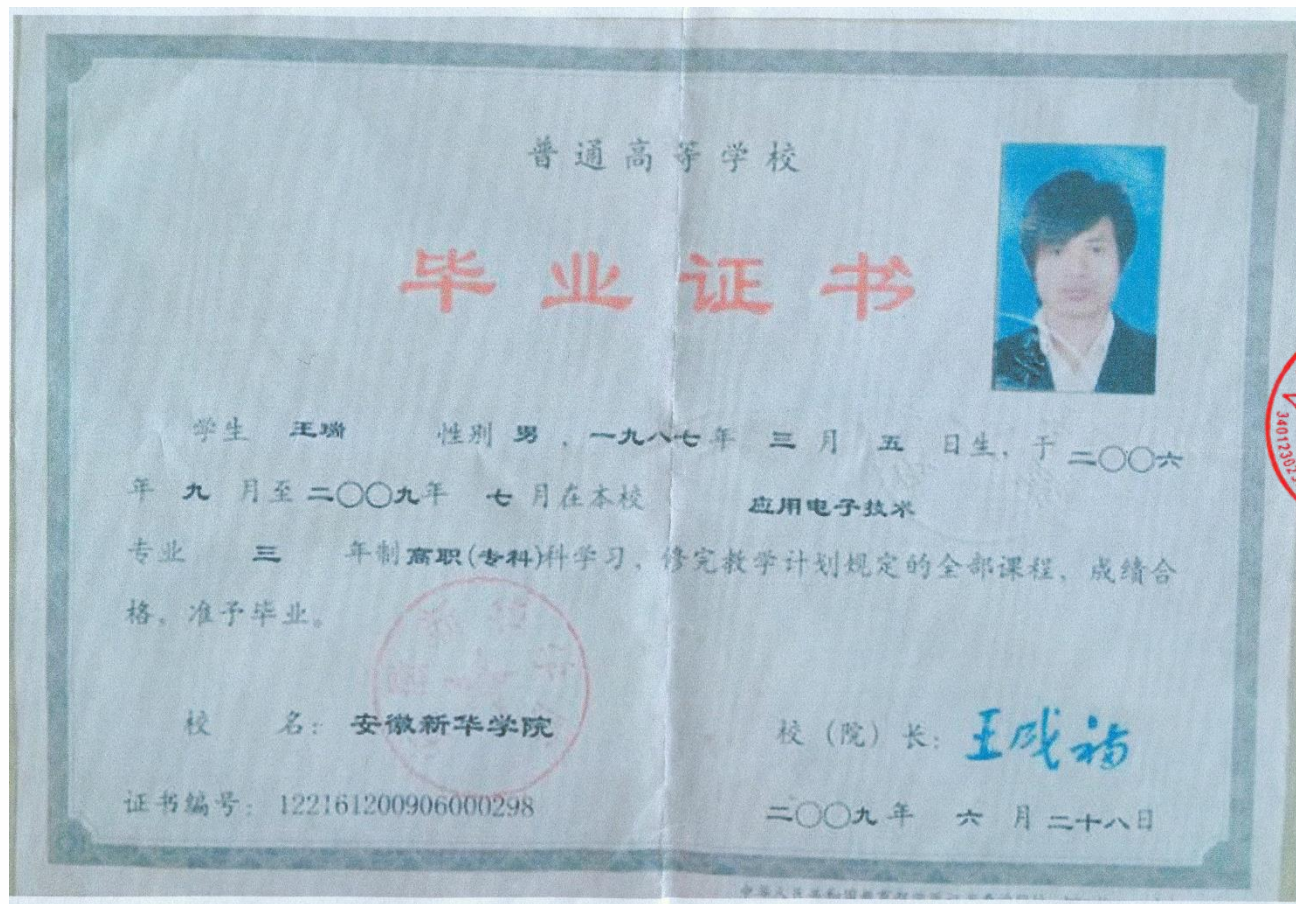 普通高等学校
毕业证书
学生 王瑞 性别 男 ,一九八七年 三 月 五 日生,于 二〇〇六
年 九 月至 二〇〇九年 七 月在本校 应用电子技术
专业 三 年制 高职(专科)科学习,修完教学计划规定的全部课程,成绩合
格,准予毕业。
校 名: 安徽新华学院
校(院)长: 王成福
证书编号: 122161200906000298
二〇〇九年 六 月 二十八日
34012302